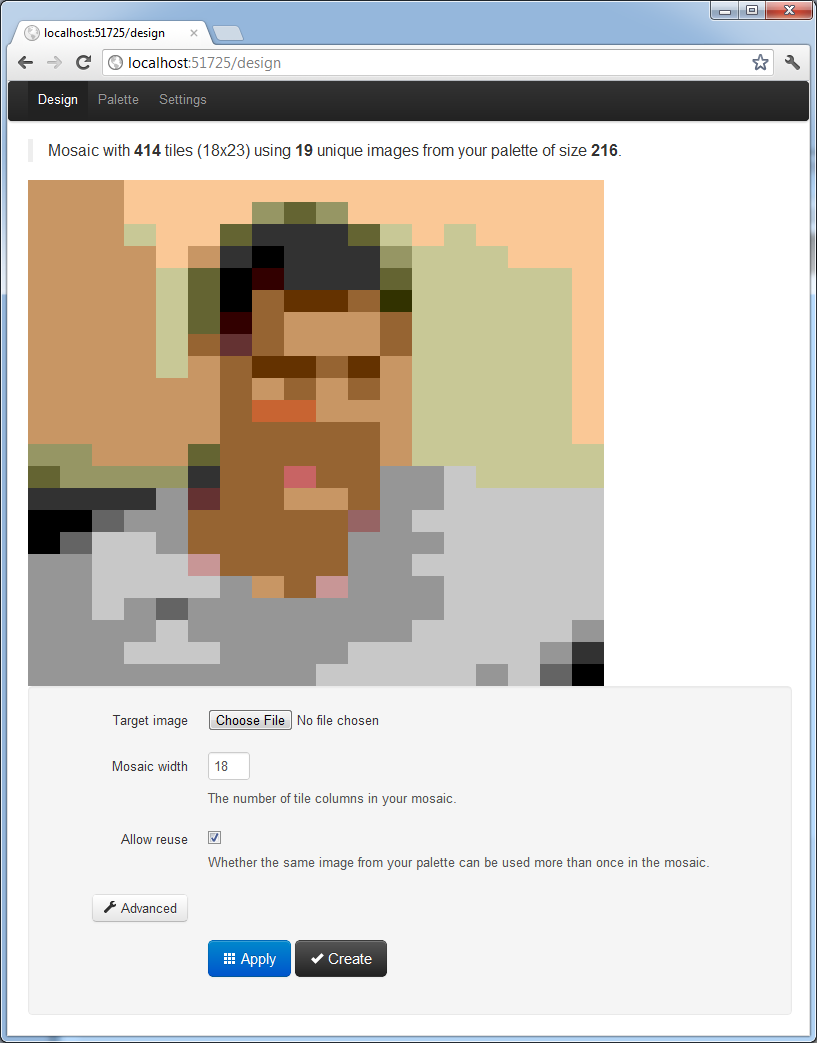 localhost:51725/design
localhost:51725/design
Design Palette Settings
Mosaic with 414 tiles (18x23) using 19 unique images from your palette of size 216.
Target image Choose File No file chosen
Mosaic width 18
The number of tile columns in your mosaic.
Allow reuse
Whether the same image from your palette can be used more than once in the mosaic.
Advanced
Apply Create